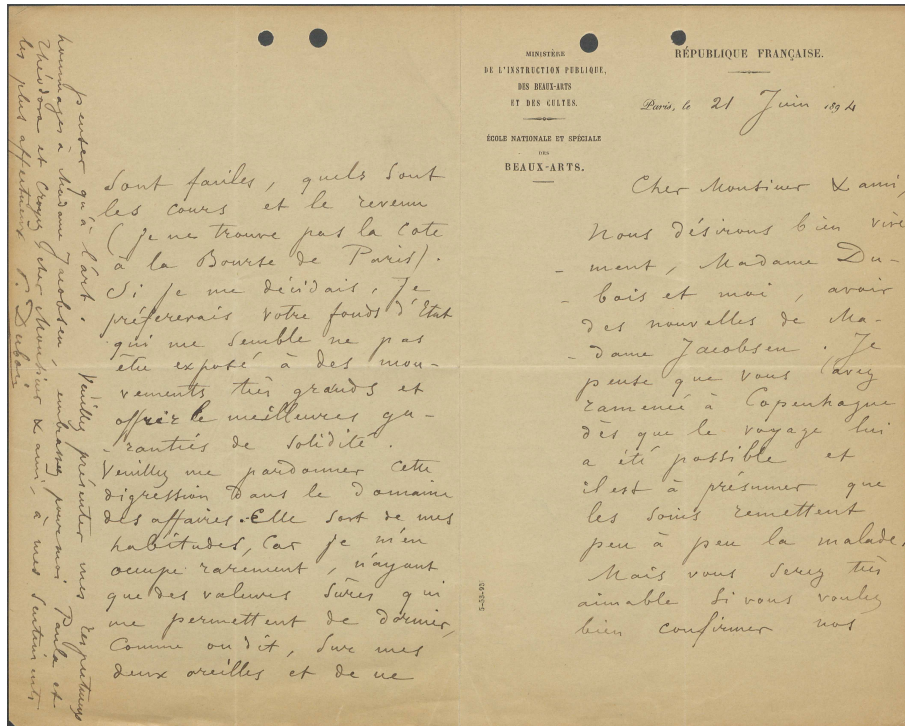 MINISTÈRE
DE L'INSTRUCTION PUBLIQUE,
DES BEAUX-ARTS
ET DES CULTES.
ÉCOLE NATIONALE ET SPÉCIALE
DES
BEAUX-ARTS.
RÉPUBLIQUE FRANÇAISE.
Paris, le 21 Juin 1894
Cher Monsieur & ami,
Nous désirons bien vive
-ment, Madame Du-
-bois et moi, avoir
des nouvelles de Ma-
-dame Jacobsen. Je
pense que vous l'avez
ramenée à Copenhague
dès que le voyage lui
a été possible et
il est à présumer que
les soins remettent
peu à peu la malade.
Mais vous serez très
aimable si vous voulez
bien confirmer nos
5-53-93
sont faciles, quels sont
les cours et le revenu
(je ne trouve pas la cote
à la Bourse de Paris).
Si je me décidais, je
préfererais votre fonds d'Etat
qui me semble ne pas
être exposé à des mou-
vements très grands et
offrir le meilleures ga-
-ranties de solidité.
Veuillez me pardonner cette
digression dans le domaine
des affaires. Elle sort de mes
habitudes, car je m'en
occupe rarement, n'ayant
que des valeurs sûres qui
me permettent de dormir,
comme on dit, sur mes
deux oreilles et de ne
penser qu'à l'art. Veuillez présenter mes respectueux
hommages à Madame Jacobsen embrassez pour moi Paula et
Théodora et croyez, cher Monsieur & ami, à mes sentiments
les plus affectueux P. Dubois